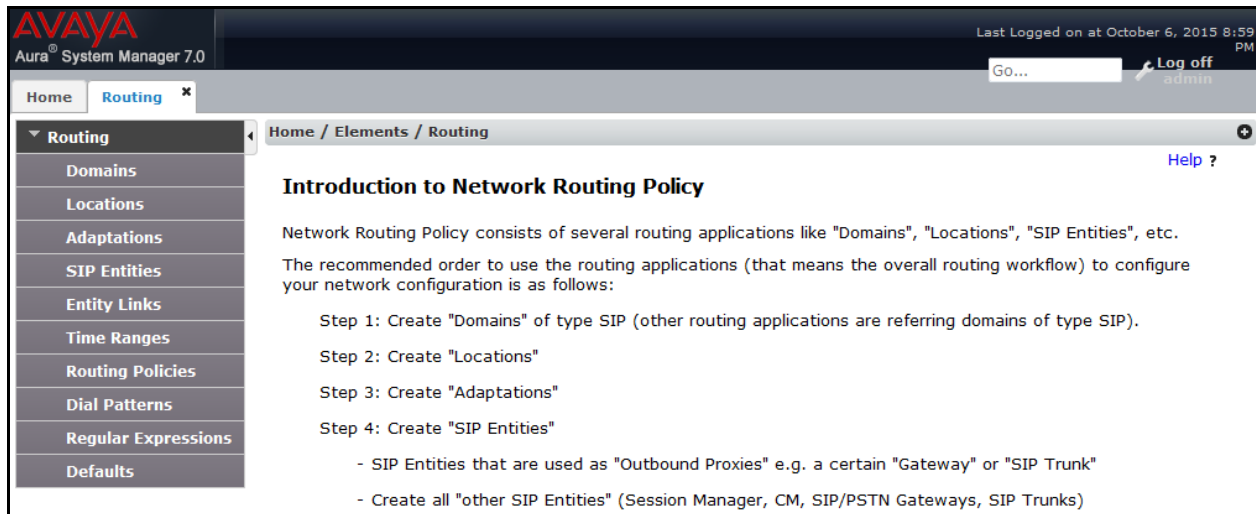 AVAYA
Aura® System Manager 7.0
Last Logged on at October 6, 2015 8:59
PM
Go...
Log off
admin
Home
Routing ×
Routing
Domains
Locations
Adaptations
SIP Entities
Entity Links
Time Ranges
Routing Policies
Dial Patterns
Regular Expressions
Defaults
Home / Elements / Routing
Help ?
Introduction to Network Routing Policy
Network Routing Policy consists of several routing applications like "Domains", "Locations", "SIP Entities", etc.
The recommended order to use the routing applications (that means the overall routing workflow) to configure
your network configuration is as follows:
Step 1: Create "Domains" of type SIP (other routing applications are referring domains of type SIP).
Step 2: Create "Locations"
Step 3: Create "Adaptations"
Step 4: Create "SIP Entities"
- SIP Entities that are used as "Outbound Proxies" e.g. a certain "Gateway" or "SIP Trunk"
- Create all "other SIP Entities" (Session Manager, CM, SIP/PSTN Gateways, SIP Trunks)